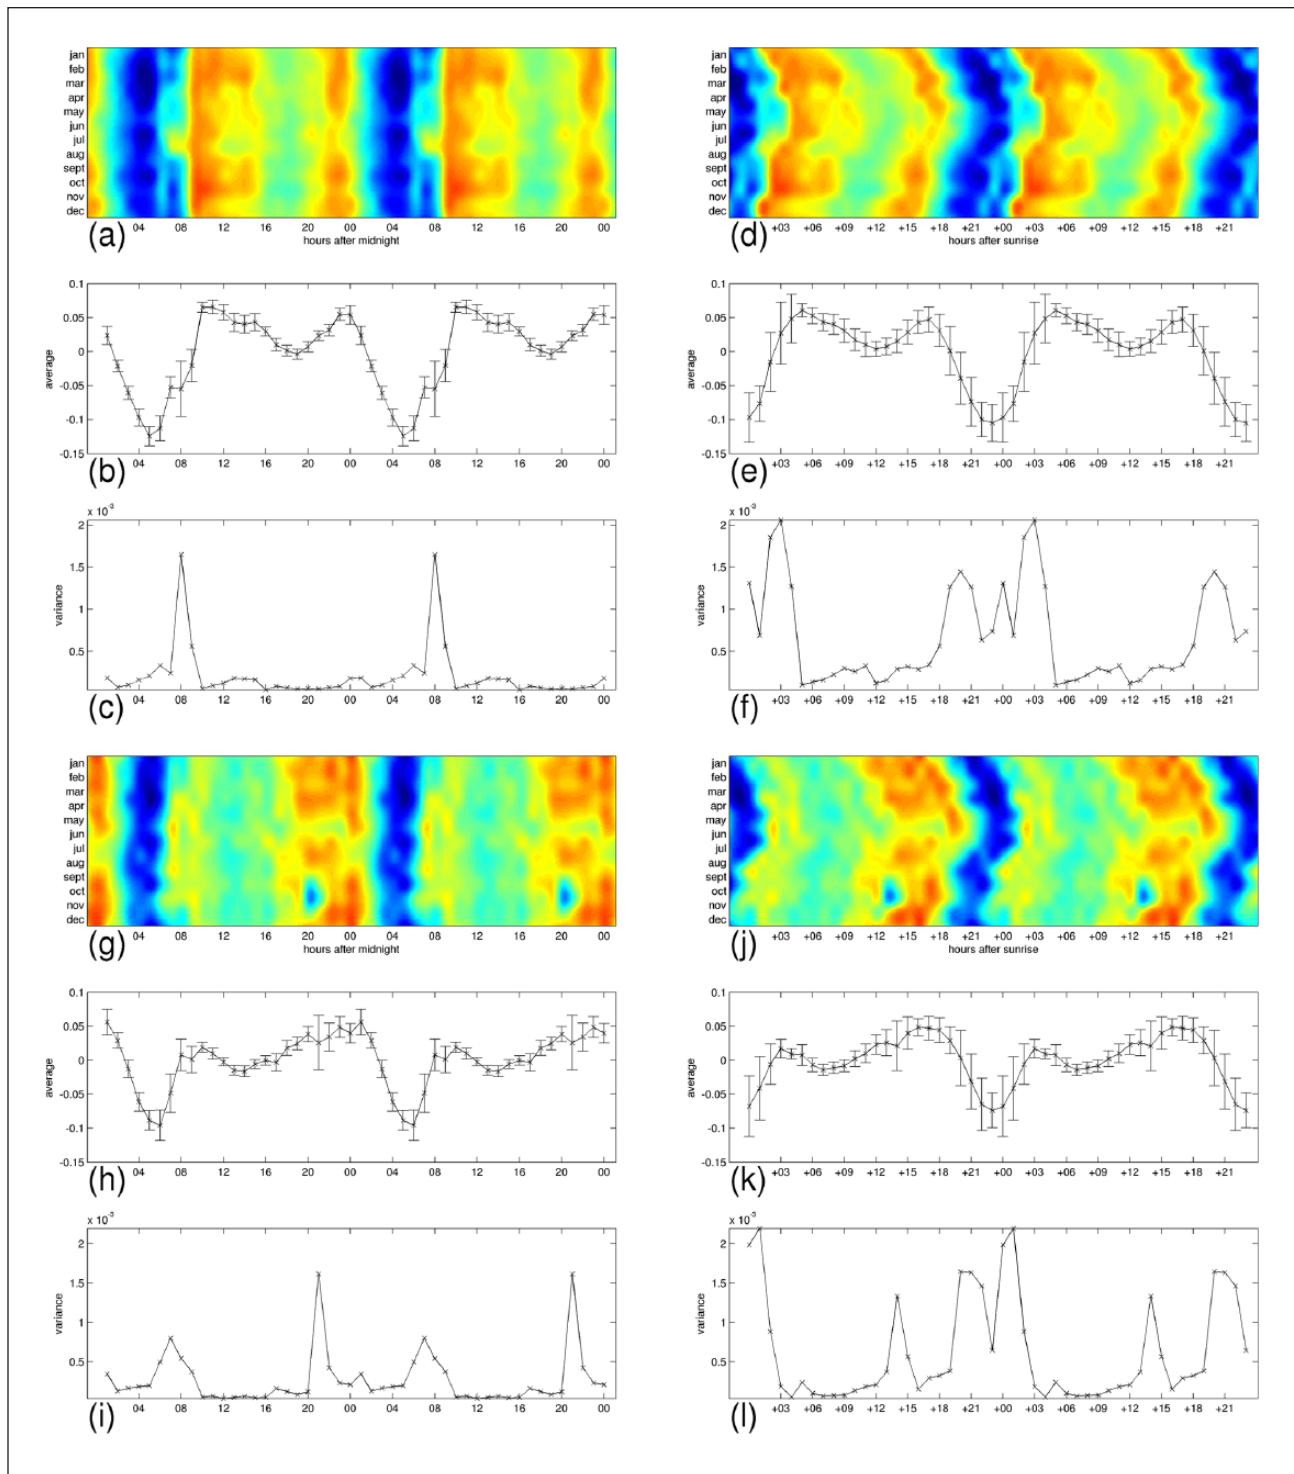 jan
feb
mar
apr
may
jun
jul
aug
sept
oct
nov
dec
04 08 12 16 20 00 04 08 12 16 20 00
(a) hours after midnight
jan
feb
mar
apr
may
jun
jul
aug
sept
oct
nov
dec
+03 +06 +09 +12 +15 +18 +21 +00 +03 +06 +09 +12 +15 +18 +21
(d) hours after sunrise
0.1
0.05
0
-0.05
-0.1
-0.15
average
04 08 12 16 20 00 04 08 12 16 20 00
(b)
0.1
0.05
0
-0.05
-0.1
-0.15
average
+03 +06 +09 +12 +15 +18 +21 +00 +03 +06 +09 +12 +15 +18 +21
(e)
x 10-3
2
1.5
1
0.5
variance
04 08 12 16 20 00 04 08 12 16 20 00
(c)
x 10-3
2
1.5
1
0.5
variance
+03 +06 +09 +12 +15 +18 +21 +00 +03 +06 +09 +12 +15 +18 +21
(f)
jan
feb
mar
apr
may
jun
jul
aug
sept
oct
nov
dec
04 08 12 16 20 00 04 08 12 16 20 00
(g) hours after midnight
jan
feb
mar
apr
may
jun
jul
aug
sept
oct
nov
dec
+03 +06 +09 +12 +15 +18 +21 +00 +03 +06 +09 +12 +15 +18 +21
(j) hours after sunrise
0.1
0.05
0
-0.05
-0.1
-0.15
average
04 08 12 16 20 00 04 08 12 16 20 00
(h)
0.1
0.05
0
-0.05
-0.1
-0.15
average
+03 +06 +09 +12 +15 +18 +21 +00 +03 +06 +09 +12 +15 +18 +21
(k)
x 10-3
2
1.5
1
0.5
variance
04 08 12 16 20 00 04 08 12 16 20 00
(i)
x 10-3
2
1.5
1
0.5
variance
+03 +06 +09 +12 +15 +18 +21 +00 +03 +06 +09 +12 +15 +18 +21
(l)